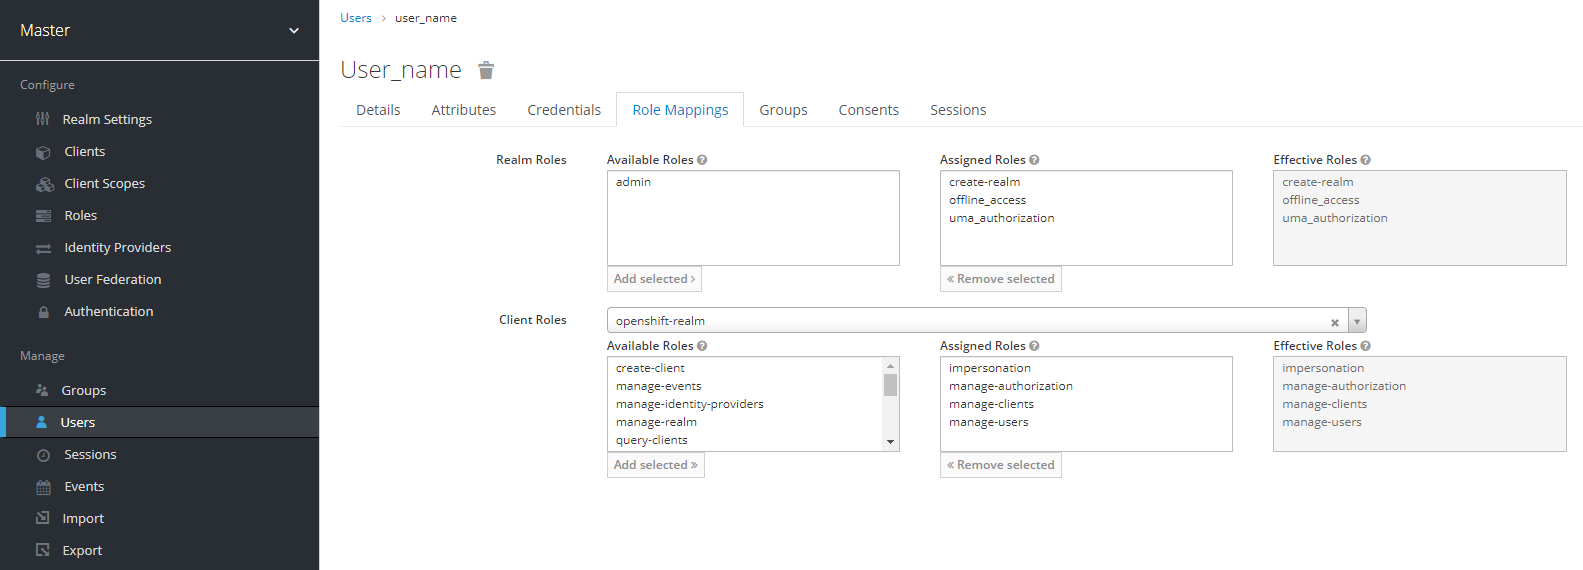 Master
Configure
Realm Settings
Clients
Client Scopes
Roles
Identity Providers
User Federation
Authentication
Manage
Groups
Users
Sessions
Events
Import
Export
Users > user_name
User_name
Details Attributes Credentials Role Mappings Groups Consents Sessions
Realm Roles
Available Roles
admin
Add selected >
Assigned Roles
create-realm
offline_access
uma_authorization
« Remove selected
Effective Roles
create-realm
offline_access
uma_authorization
Client Roles
openshift-realm
Available Roles
create-client
manage-events
manage-identity-providers
manage-realm
query-clients
Add selected »
Assigned Roles
impersonation
manage-authorization
manage-clients
manage-users
« Remove selected
Effective Roles
impersonation
manage-authorization
manage-clients
manage-users